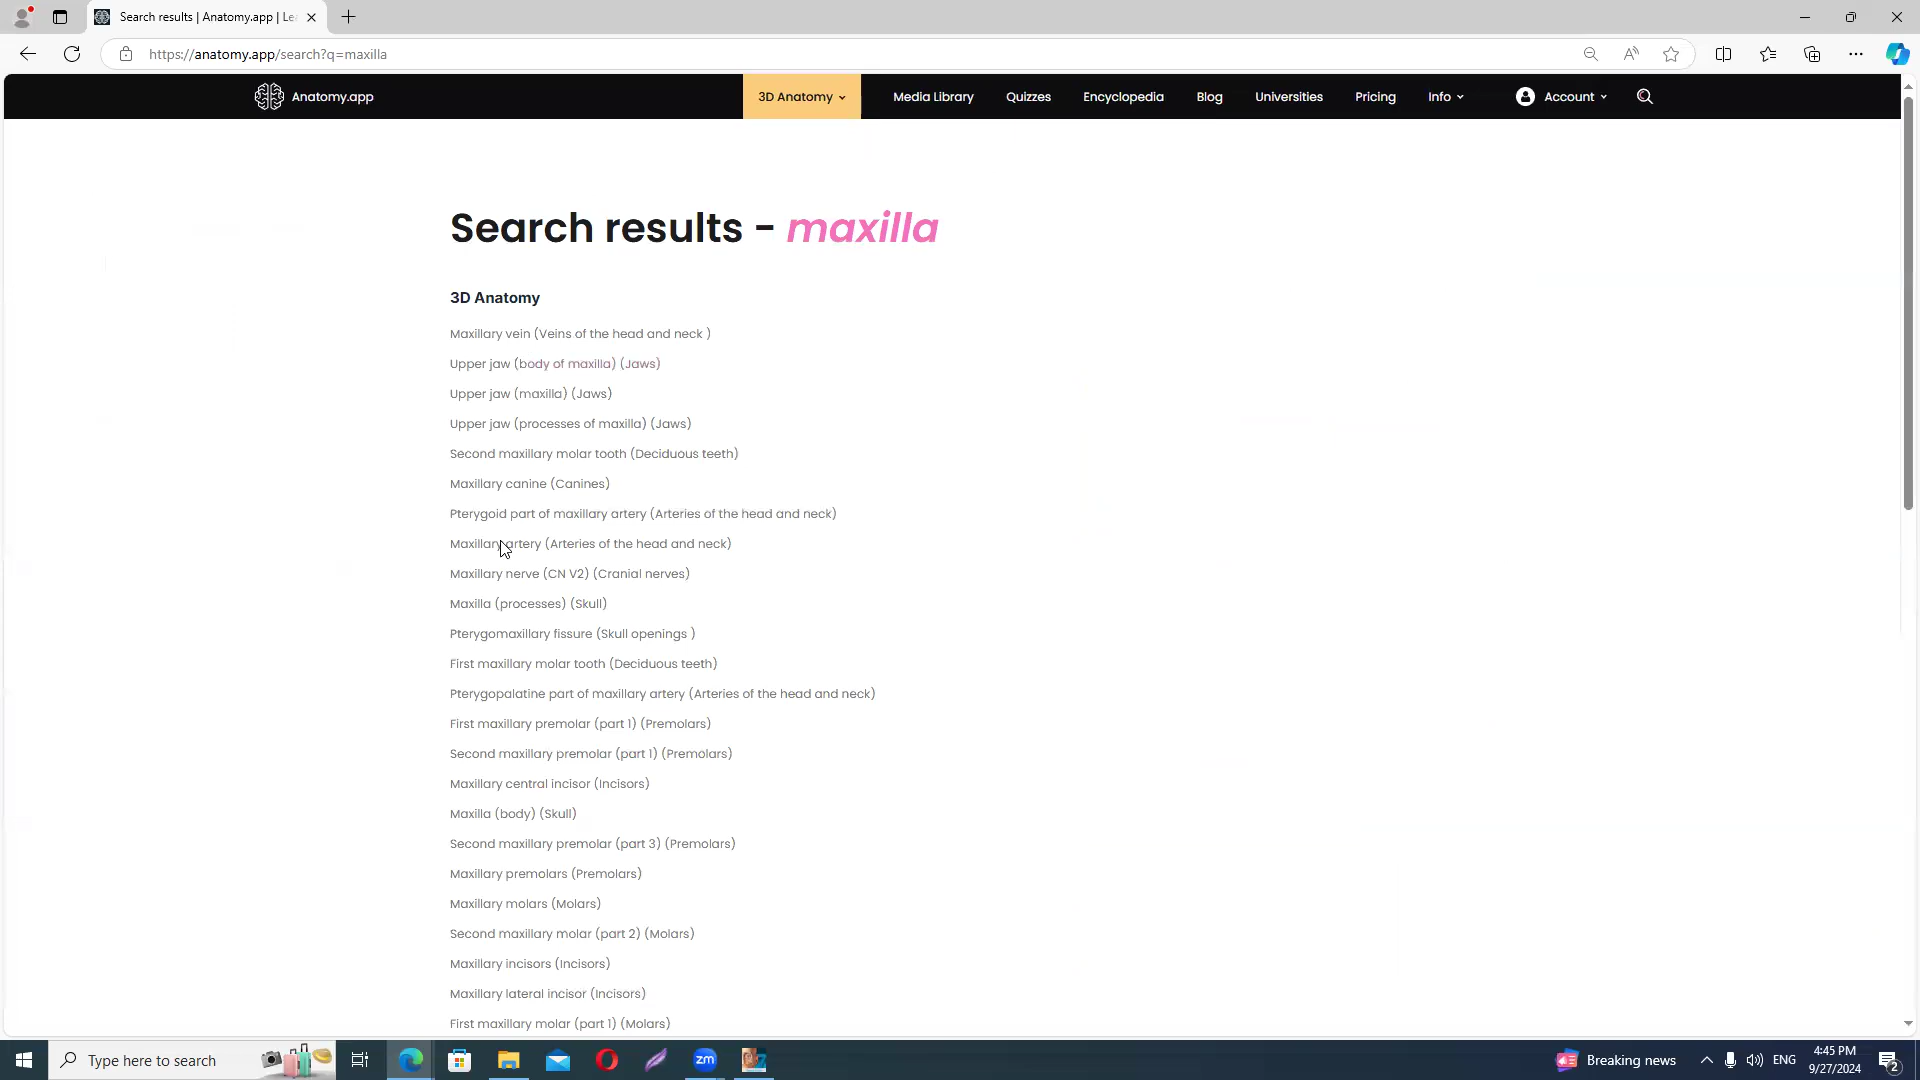 Search results | Anatomy.app | Le
https://anatomy.app/search?q=maxilla
Anatomy.app
3D Anatomy
Media Library
Quizzes
Encyclopedia
Blog
Universities
Pricing
Info
Account
Search results - maxilla
3D Anatomy
Maxillary vein (Veins of the head and neck )
Upper jaw (body of maxilla) (Jaws)
Upper jaw (maxilla) (Jaws)
Upper jaw (processes of maxilla) (Jaws)
Second maxillary molar tooth (Deciduous teeth)
Maxillary canine (Canines)
Pterygoid part of maxillary artery (Arteries of the head and neck)
Maxillary artery (Arteries of the head and neck)
Maxillary nerve (CN V2) (Cranial nerves)
Maxilla (processes) (Skull)
Pterygomaxillary fissure (Skull openings )
First maxillary molar tooth (Deciduous teeth)
Pterygopalatine part of maxillary artery (Arteries of the head and neck)
First maxillary premolar (part 1) (Premolars)
Second maxillary premolar (part 1) (Premolars)
Maxillary central incisor (Incisors)
Maxilla (body) (Skull)
Second maxillary premolar (part 3) (Premolars)
Maxillary premolars (Premolars)
Maxillary molars (Molars)
Second maxillary molar (part 2) (Molars)
Maxillary incisors (Incisors)
Maxillary lateral incisor (Incisors)
First maxillary molar (part 1) (Molars)
Type here to search
zm
Breaking news
ENG
4:45 PM
9/27/2024
2